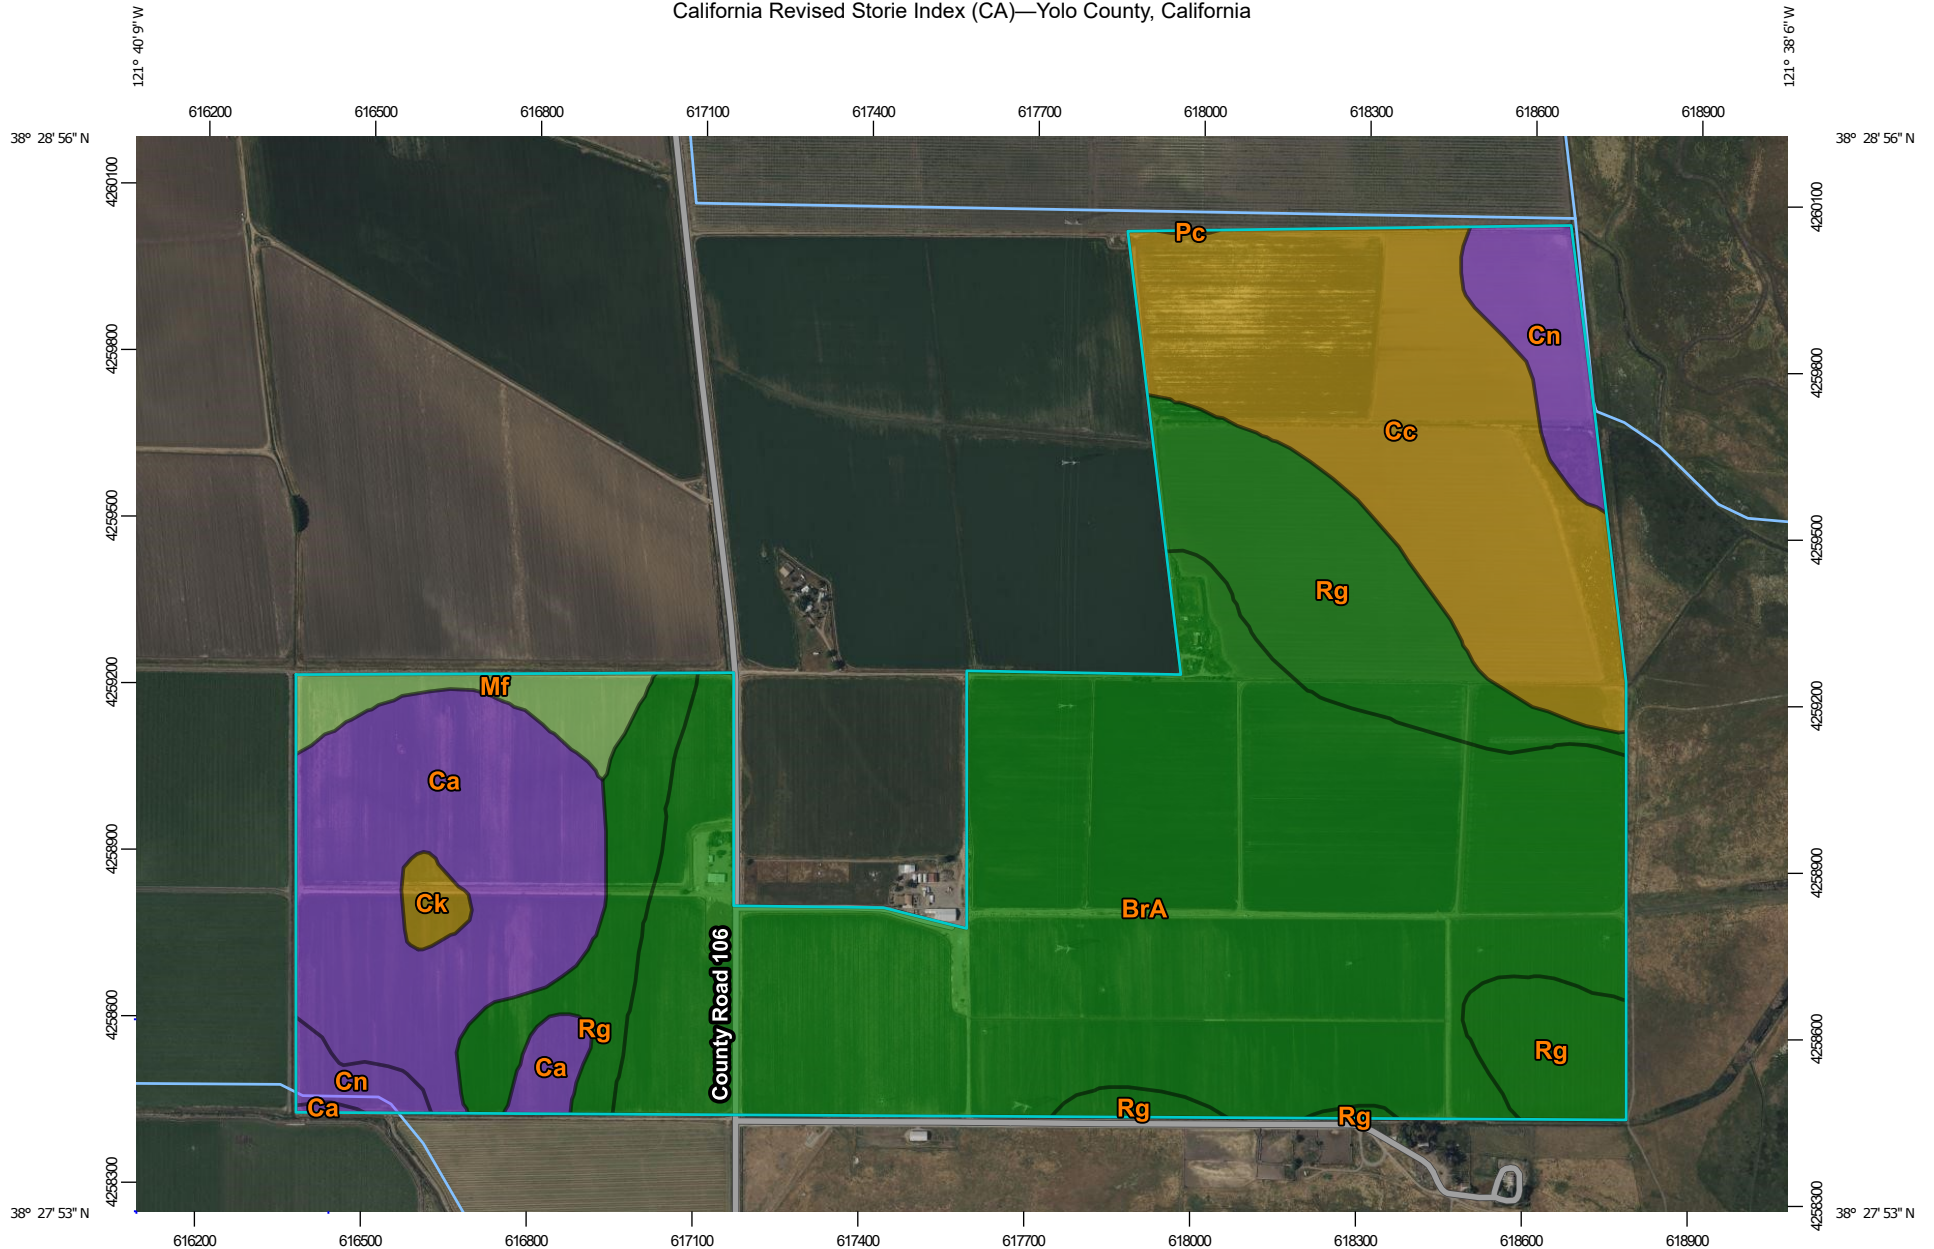 California Revised Storie Index (CA)—Yolo County, California
121° 40' 9'' W
121° 38' 6'' W
616200 616500 616800 617100 617400 617700 618000 618300 618600 618900
38° 28' 56'' N
38° 28' 56'' N
4260100
4260100
Pc
Cn
4259800
4259800
Cc
4259500
4259500
Rg
Mf
4259200
4259200
Ca
4258900
4258900
Ck
BrA
County Road 106
4258600
4258600
Rg
Rg
Ca
Cn
Ca
Rg
Rg
4258300
4258300
38° 27' 53'' N
38° 27' 53'' N
616200 616500 616800 617100 617400 617700 618000 618300 618600 618900